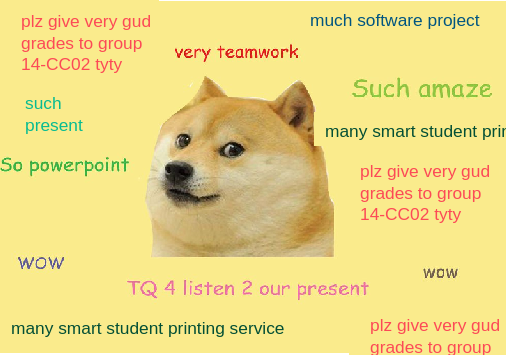 plz give very gud
grades to group
14-CC02 tyty
much software project
very teamwork
Such amaze
such
present
many smart student
So powerpoint
plz give very gud
grades to group
14-CC02 tyty
wow
wow
TQ 4 listen 2 our present
many smart student printing service
plz give very gud
grades to group